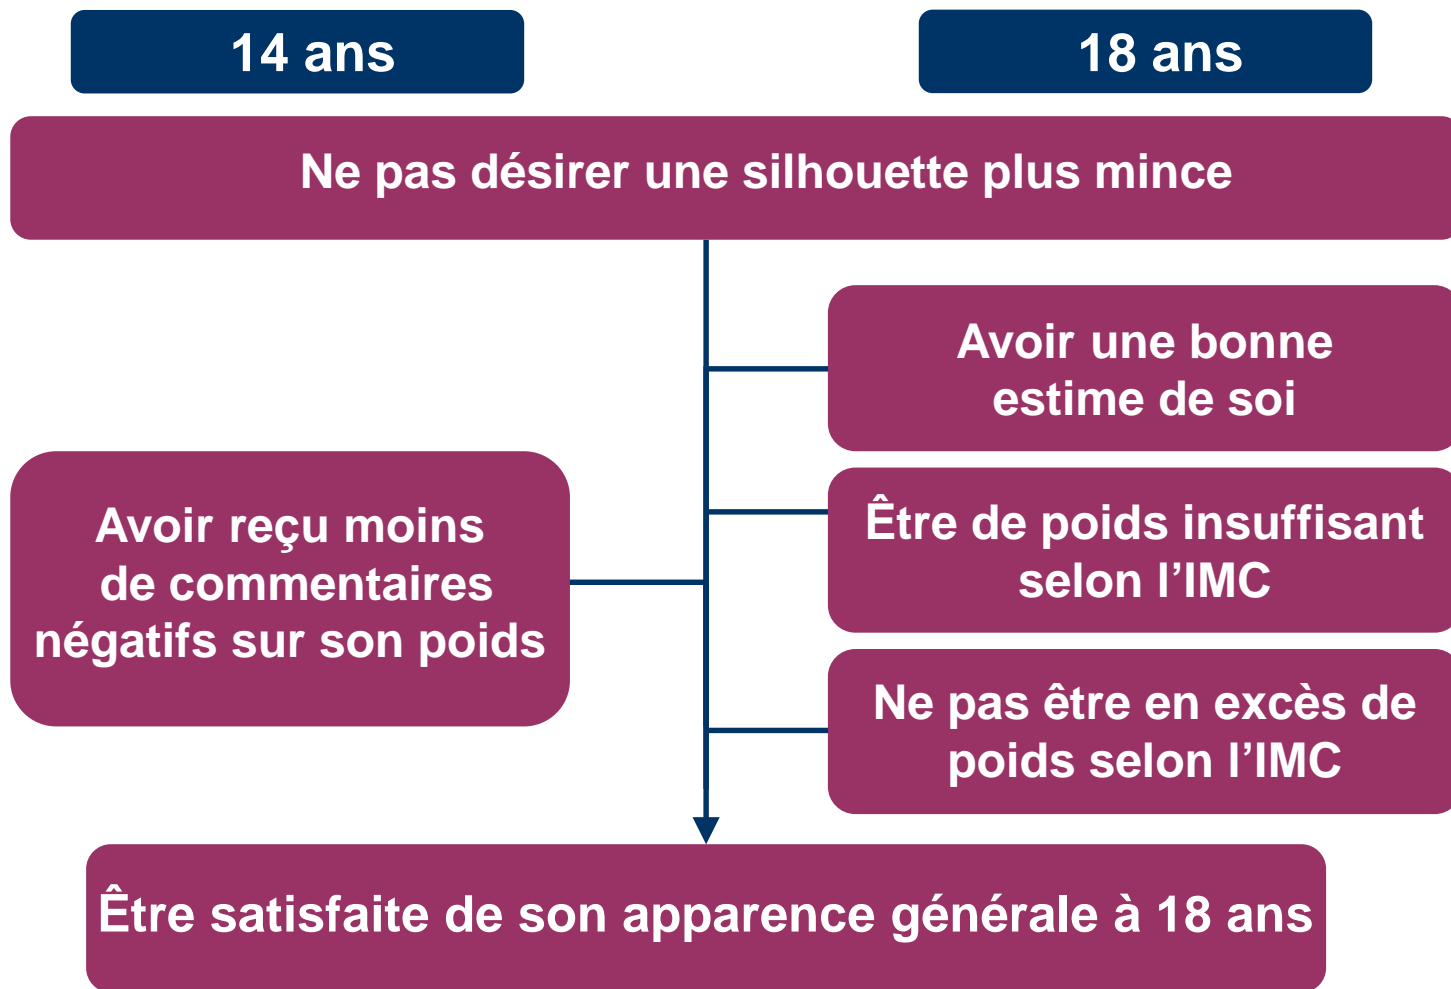 14 ans
18 ans
Ne pas désirer une silhouette plus mince
Avoir une bonne
estime de soi
Avoir reçu moins
de commentaires
négatifs sur son poids
Être de poids insuffisant
selon l’IMC
Ne pas être en excès de
poids selon l’IMC
Être satisfaite de son apparence générale à 18 ans